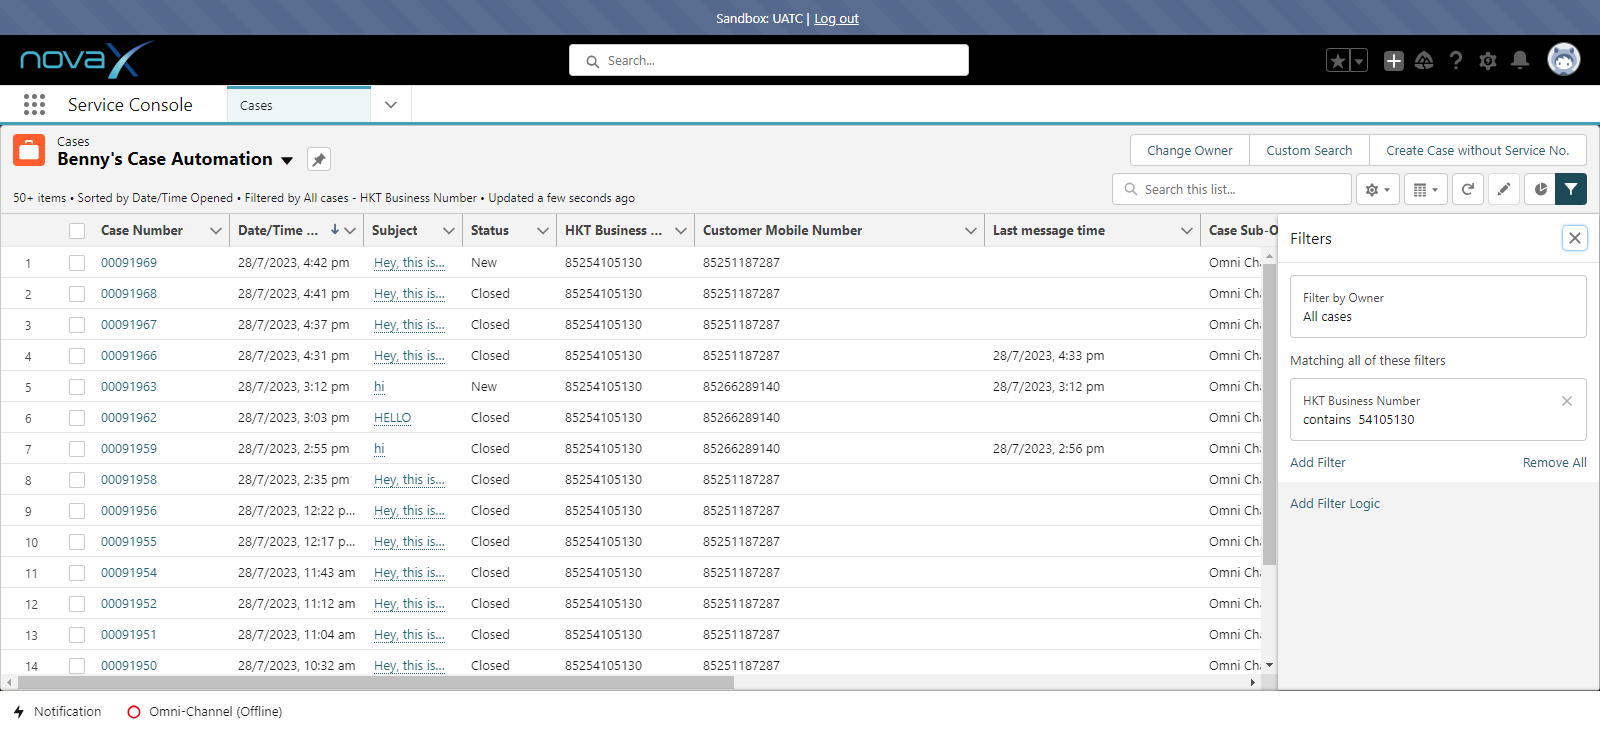 Sandbox: UATC | Log out
novaX
Search...
Service Console
Cases
Cases
Benny's Case Automation
Change Owner
Custom Search
Create Case without Service No.
50+ items • Sorted by Date/Time Opened • Filtered by All cases - HKT Business Number • Updated a few seconds ago
Search this list...
Case Number Date/Time ... Subject Status HKT Business ... Customer Mobile Number Last message time Case Sub-O
1 00091969 28/7/2023, 4:42 pm Hey, this is... New 85254105130 85251187287 Omni Cha
2 00091968 28/7/2023, 4:41 pm Hey, this is... Closed 85254105130 85251187287 Omni Cha
3 00091967 28/7/2023, 4:37 pm Hey, this is... Closed 85254105130 85251187287 Omni Cha
4 00091966 28/7/2023, 4:31 pm Hey, this is... Closed 85254105130 85251187287 28/7/2023, 4:33 pm Omni Cha
5 00091963 28/7/2023, 3:12 pm hi New 85254105130 85266289140 28/7/2023, 3:12 pm Omni Cha
6 00091962 28/7/2023, 3:03 pm HELLO Closed 85254105130 85266289140 Omni Cha
7 00091959 28/7/2023, 2:55 pm hi Closed 85254105130 85266289140 28/7/2023, 2:56 pm Omni Cha
8 00091958 28/7/2023, 2:35 pm Hey, this is... Closed 85254105130 85251187287 Omni Cha
9 00091956 28/7/2023, 12:22 p... Hey, this is... Closed 85254105130 85251187287 Omni Cha
10 00091955 28/7/2023, 12:17 p... Hey, this is... Closed 85254105130 85251187287 Omni Cha
11 00091954 28/7/2023, 11:43 am Hey, this is... Closed 85254105130 85251187287 Omni Cha
12 00091952 28/7/2023, 11:12 am Hey, this is... Closed 85254105130 85251187287 Omni Cha
13 00091951 28/7/2023, 11:04 am Hey, this is... Closed 85254105130 85251187287 Omni Cha
14 00091950 28/7/2023, 10:32 am Hey, this is... Closed 85254105130 85251187287 Omni Cha
Filters
Filter by Owner
All cases
Matching all of these filters
HKT Business Number
contains 54105130
Add Filter
Remove All
Add Filter Logic
Notification
Omni-Channel (Offline)